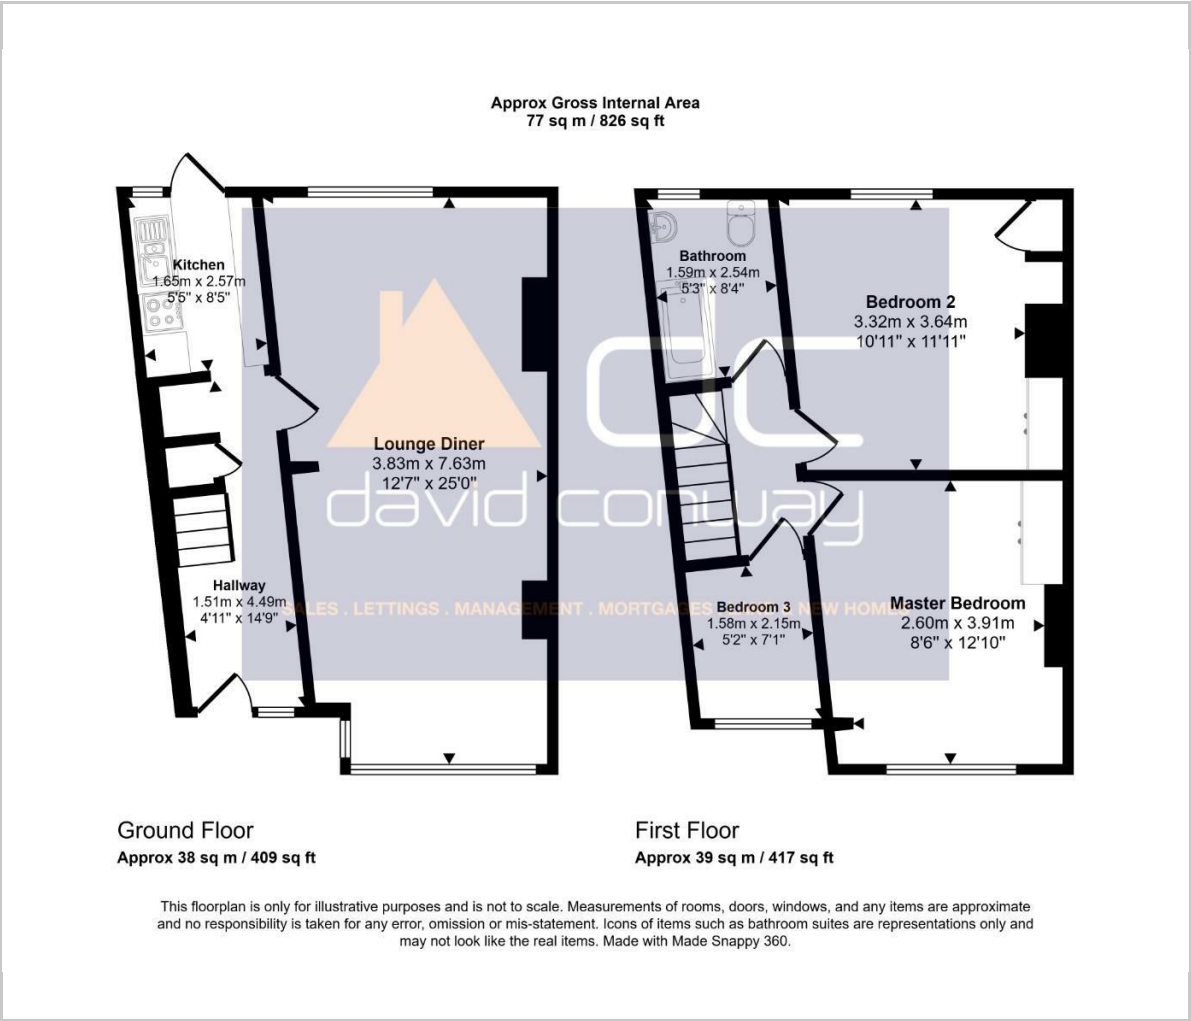 Approx Gross Internal Area
77 sq m / 826 sq ft
Kitchen
1.65m x 2.57m
5'5" x 8'5"
Lounge Diner
3.83m x 7.63m
12'7" x 25'0"
Hallway
1.51m x 4.49m
4'11" x 14'9"
Bathroom
1.59m x 2.54m
5'3" x 8'4"
Bedroom 2
3.32m x 3.64m
10'11" x 11'11"
Bedroom 3
1.58m x 2.15m
5'2" x 7'1"
Master Bedroom
2.60m x 3.91m
8'6" x 12'10"
DC
david conway
SALES . LETTINGS . MANAGEMENT . MORTGAGES NEW HOMES
Ground Floor
Approx 38 sq m / 409 sq ft
First Floor
Approx 39 sq m / 417 sq ft
This floorplan is only for illustrative purposes and is not to scale. Measurements of rooms, doors, windows, and any items are approximate
and no responsibility is taken for any error, omission or mis-statement. Icons of items such as bathroom suites are representations only and
may not look like the real items. Made with Made Snappy 360.